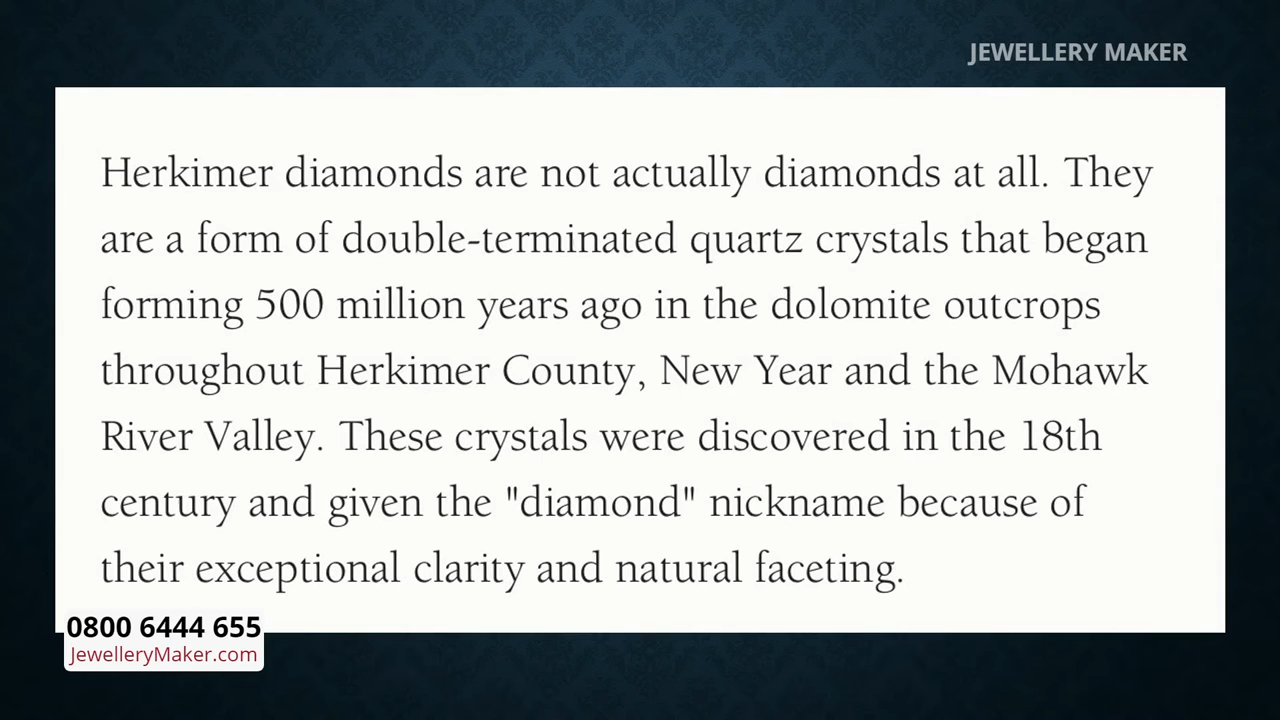 JEWELLERY MAKER
Herkimer diamonds are not actually diamonds at all. They
are a form of double-terminated quartz crystals that began
forming 500 million years ago in the dolomite outcrops
throughout Herkimer County, New Year and the Mohawk
River Valley. These crystals were discovered in the 18th
century and given the "diamond" nickname because of
their exceptional clarity and natural faceting.
0800 6444 655
JewelleryMaker.com